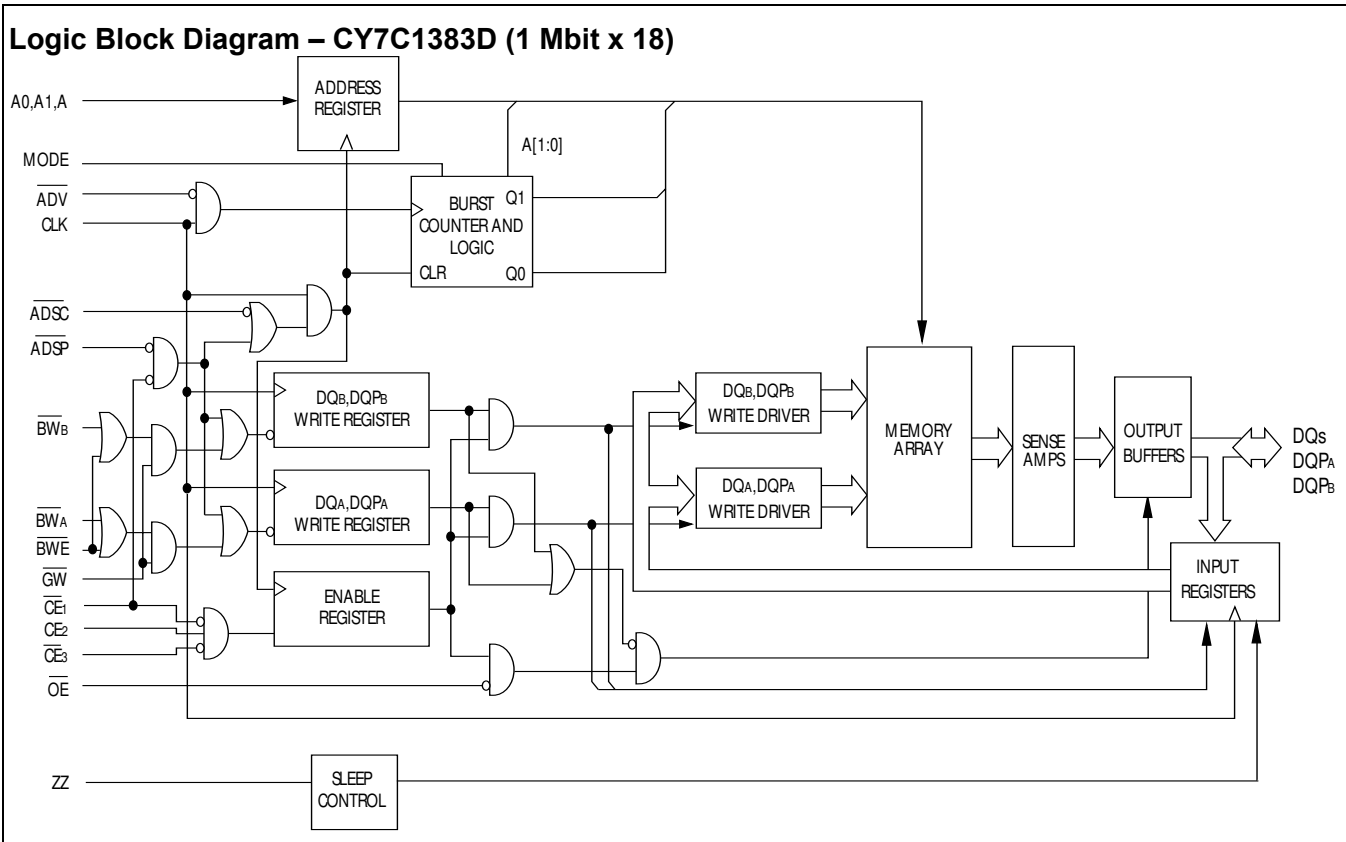 Logic Block Diagram – CY7C1383D (1 Mbit x 18)
A0,A1,A
ADDRESS
REGISTER
A[1:0]
MODE
ADV
CLK
BURST
COUNTER AND
LOGIC
Q1
CLR
Q0
ADSC
ADSP
DQB,DQPB
WRITE REGISTER
DQB,DQPB
WRITE DRIVER
MEMORY
ARRAY
SENSE
AMPS
OUTPUT
BUFFERS
DQs
DQPA
DQPB
BWB
DQA,DQPA
WRITE REGISTER
DQA,DQPA
WRITE DRIVER
BWA
BWE
GW
CE1
CE2
CE3
ENABLE
REGISTER
INPUT
REGISTERS
OE
ZZ
SLEEP
CONTROL